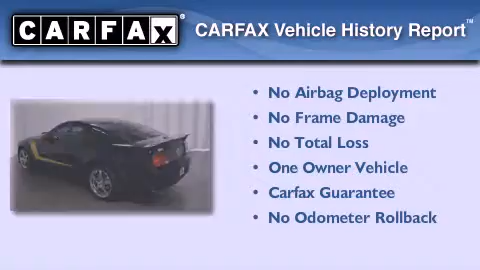 CARFAX® CARFAX Vehicle History Report™
• No Airbag Deployment
• No Frame Damage
• No Total Loss
• One Owner Vehicle
• Carfax Guarantee
• No Odometer Rollback